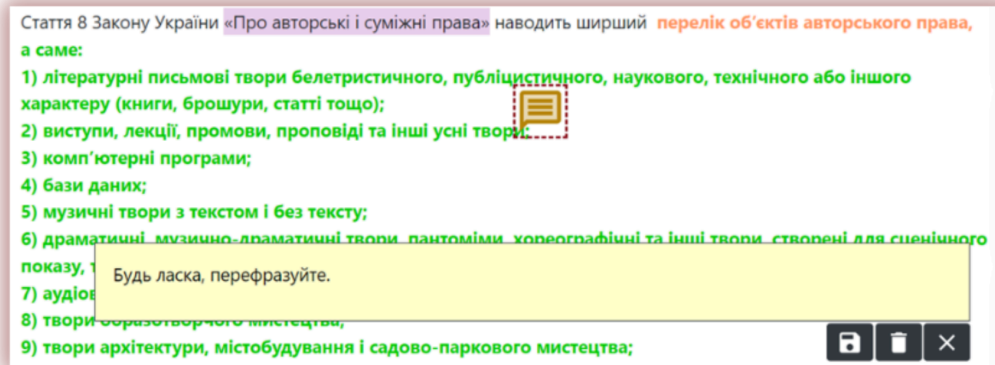 Стаття 8 Закону України «Про авторські і суміжні права» наводить ширший перелік об’єктів авторського права,
а саме:
1) літературні письмові твори белетристичного, публіцистичного, наукового, технічного або іншого
характеру (книги, брошури, статті тощо);
2) виступи, лекції, промови, проповіді та інші усні твори;
3) комп’ютерні програми;
4) бази даних;
5) музичні твори з текстом і без тексту;
6) драматичні, музично-драматичні твори, пантоміми, хореографічні та інші твори, створені для сценічного
показу,
Будь ласка, перефразуйте.
7)
8) твори образотворчого мистецтва;
9) твори архітектури, містобудування і садово-паркового мистецтва;